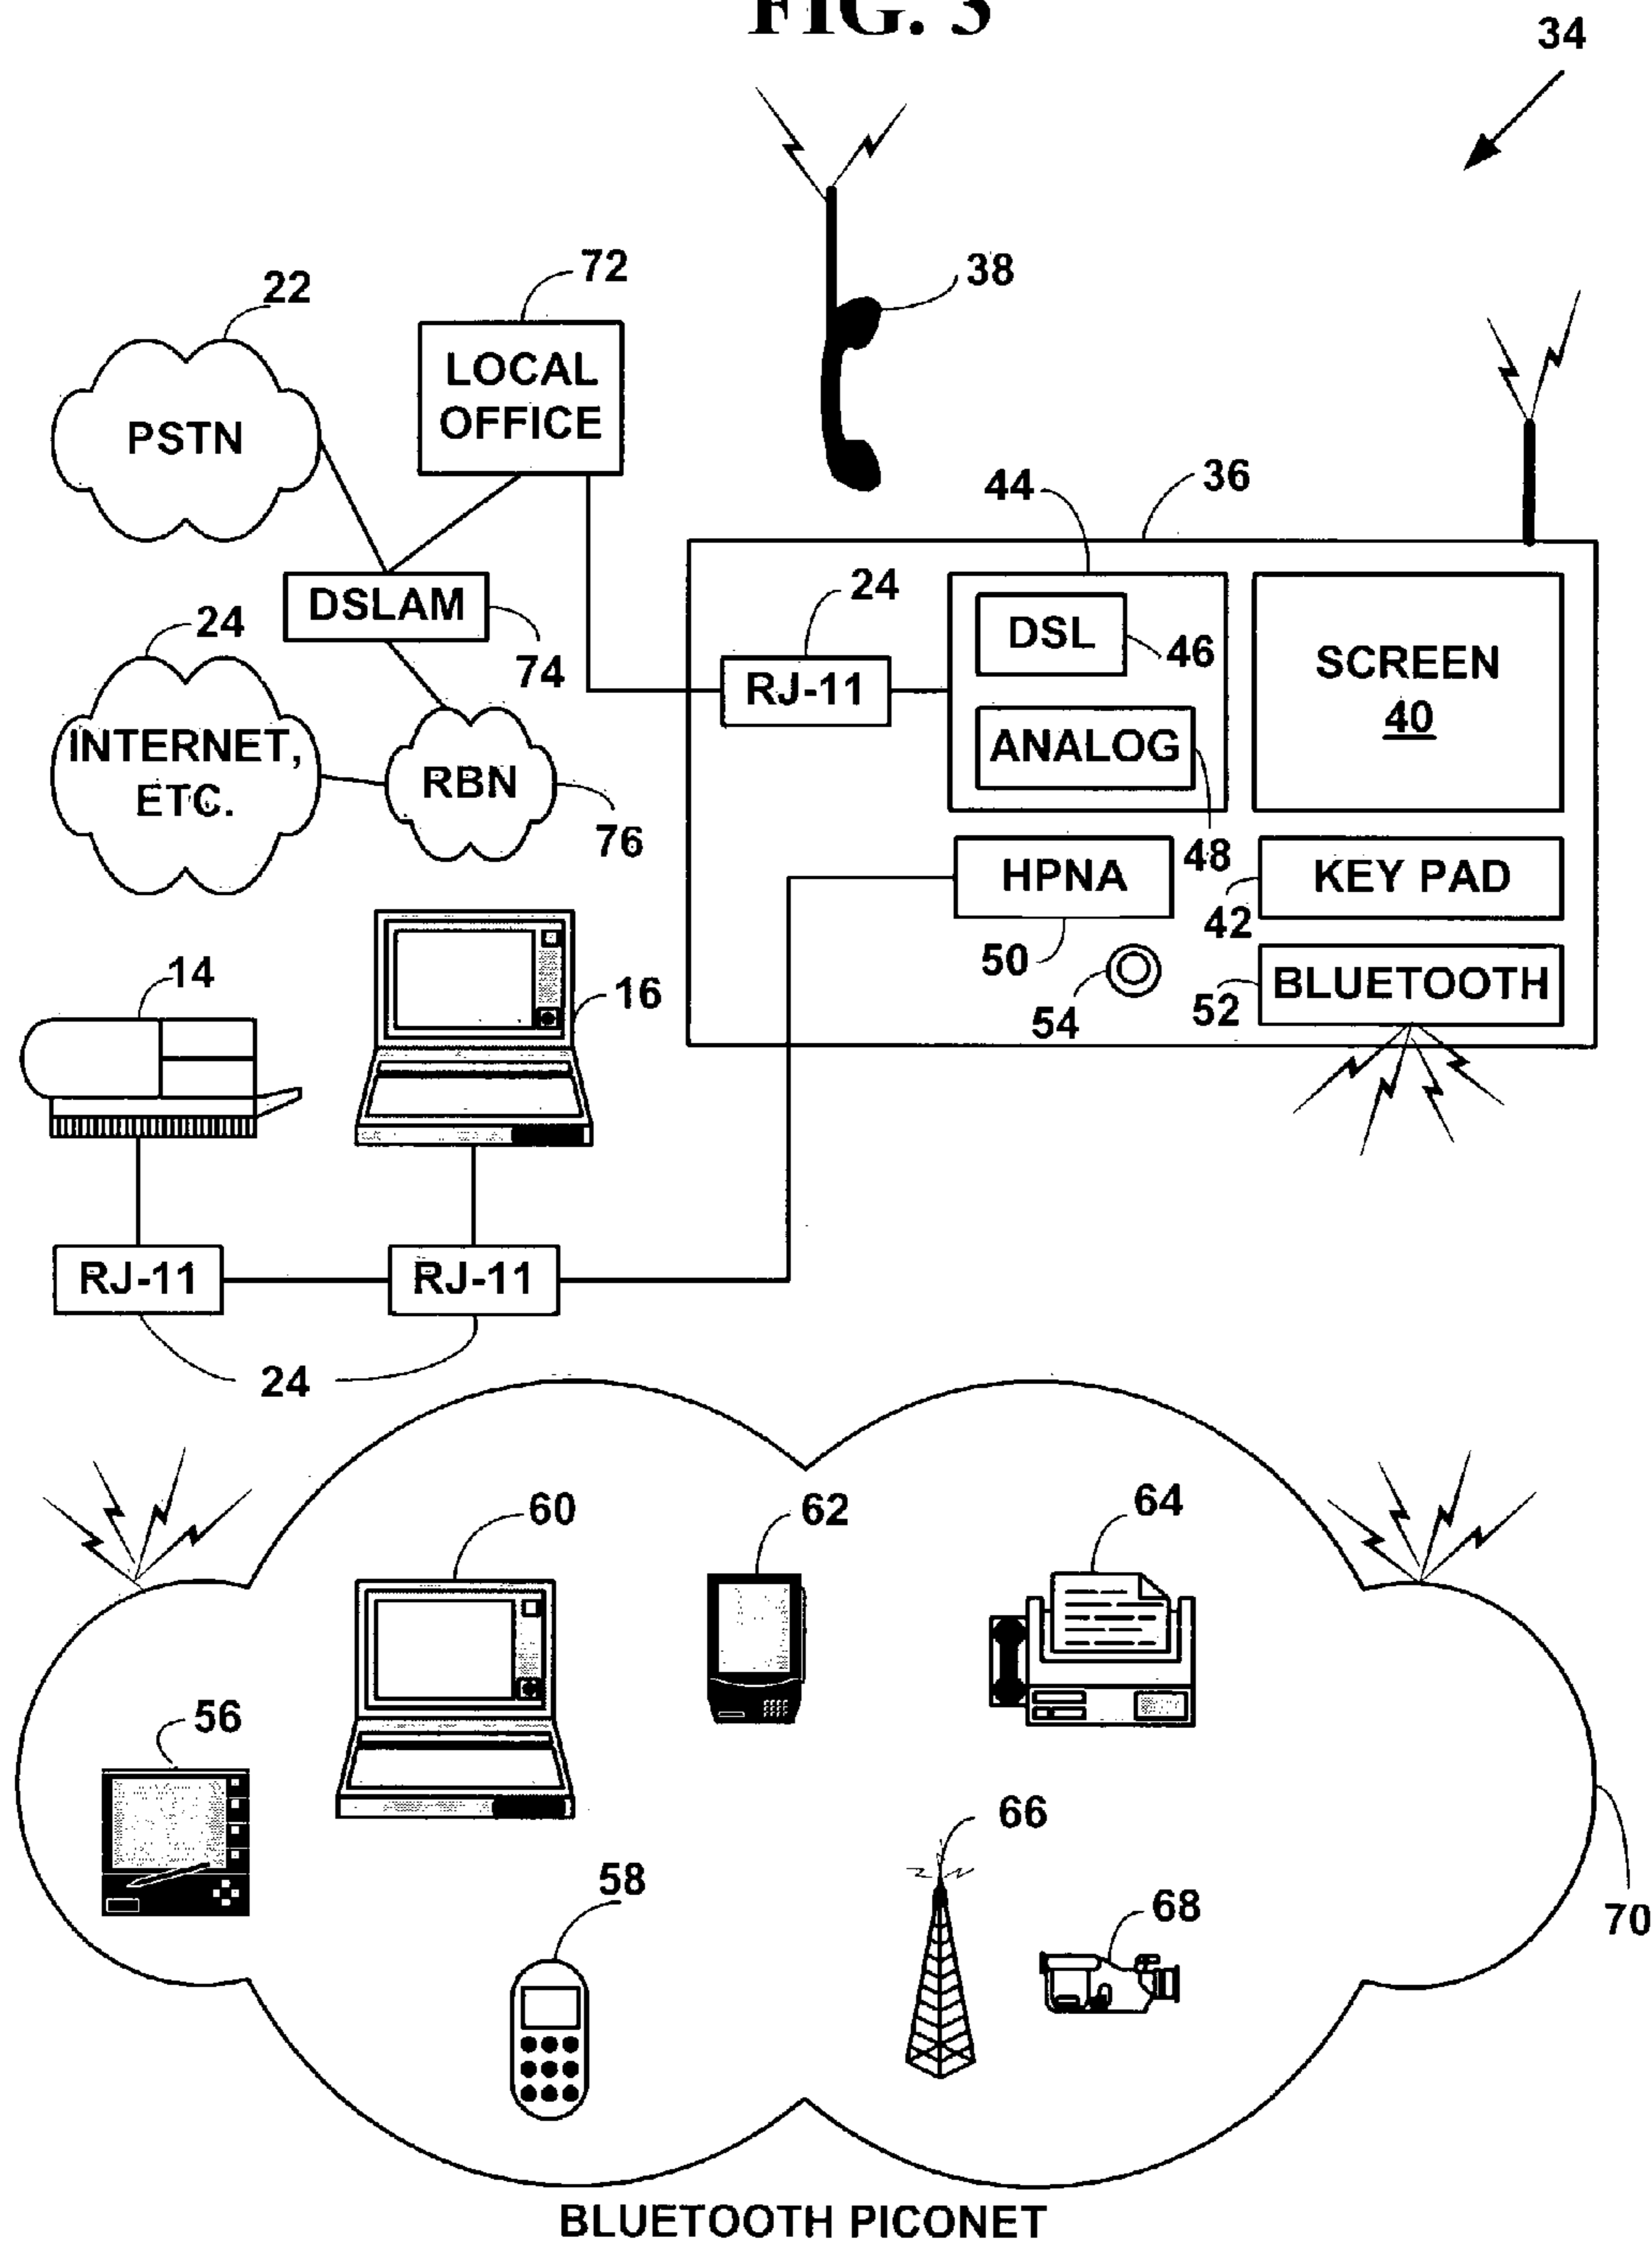 FIG. 3
34
72
38
22
LOCAL
OFFICE
PSTN
36
44
24
DSLAM
DSL
24
46
SCREEN
74
RJ-11
40
INTERNET,
ETC.
ANALOG
RBN
76
48
HPNA
KEY PAD
42
50
14
16
BLUETOOTH
52
54
RJ-11
RJ-11
24
60
62
64
56
66
58
68
70
BLUETOOTH PICONET